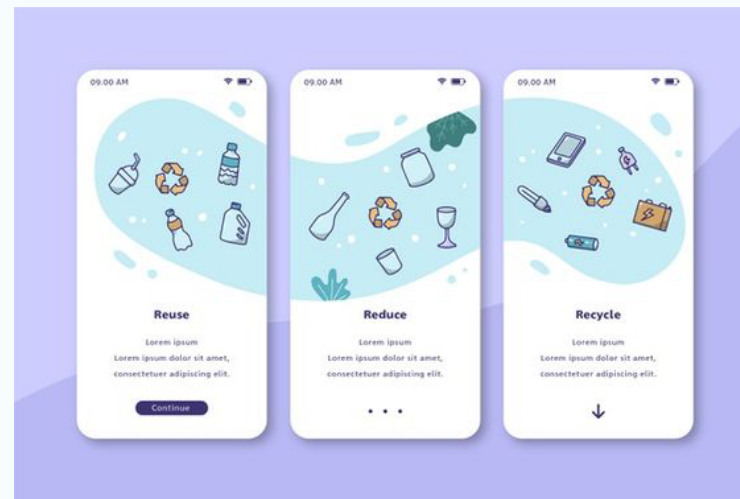 09.00 AM
Reuse
Lorem ipsum
Lorem ipsum dolor sit amet,
consectetuer adipiscing elit.
Continue
09.00 AM
Reduce
Lorem ipsum
Lorem ipsum dolor sit amet,
consectetuer adipiscing elit.
09.00 AM
Recycle
Lorem ipsum
Lorem ipsum dolor sit amet,
consectetuer adipiscing elit.